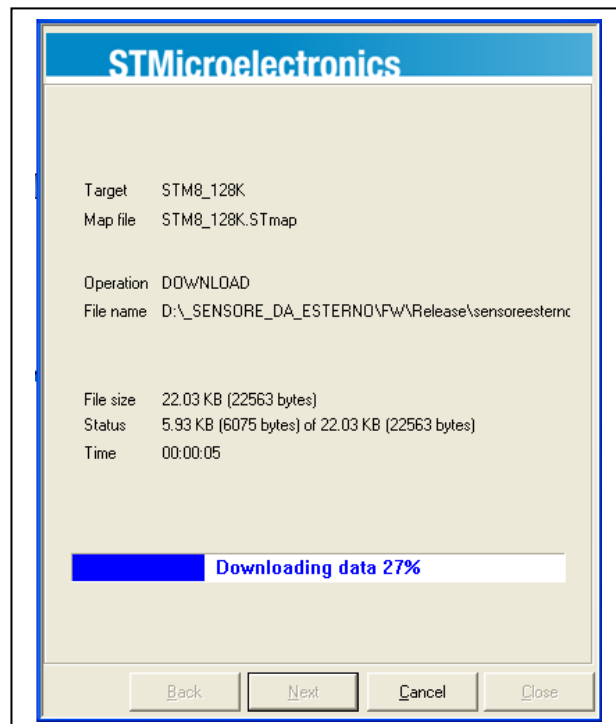 STMicroelectronics
Target STM8_128K
Map file STM8_128K.STmap
Operation DOWNLOAD
File name D:\_SENSORE_DA_ESTERNO\FW\Release\sensoreesternc
File size 22.03 KB (22563 bytes)
Status 5.93 KB (6075 bytes) of 22.03 KB (22563 bytes)
Time 00:00:05
Downloading data 27%
Back Next Cancel Close